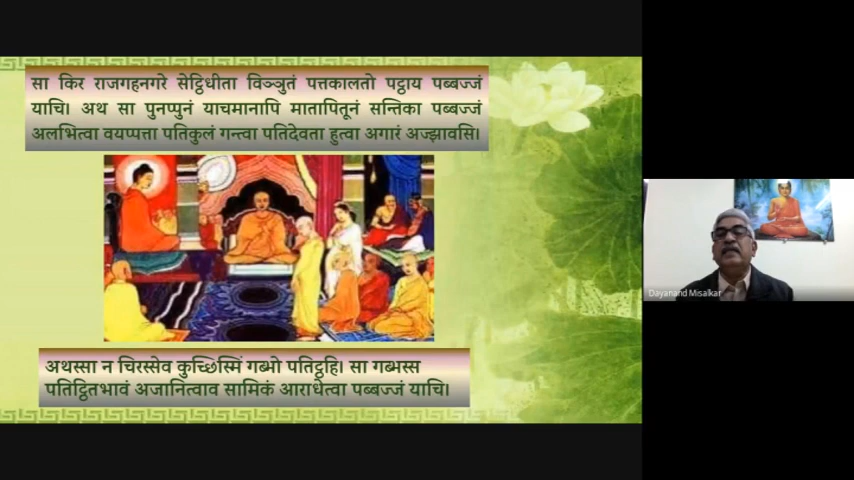 सा किर राजगहनगरे सेट्ठिधीता विञ्ञुतं पत्तकालतो पट्ठाय पब्बज्जं
याचि। अथ सा पुनप्पुनं याचमानापि मातापितूनं सन्तिका पब्बज्जं
अलभित्वा वयप्पत्ता पतिकुलं गन्त्वा पतिदेवता हुत्वा अगारं अज्झावसि।
अथस्सा न चिरस्सेव कुच्छिस्मिं गब्भो पतिट्ठहि। सा गब्भस्स
पतिट्ठितभावं अजानित्वाव सामिकं आराधेत्वा पब्बज्जं याचि।
Dayanand Misalkar